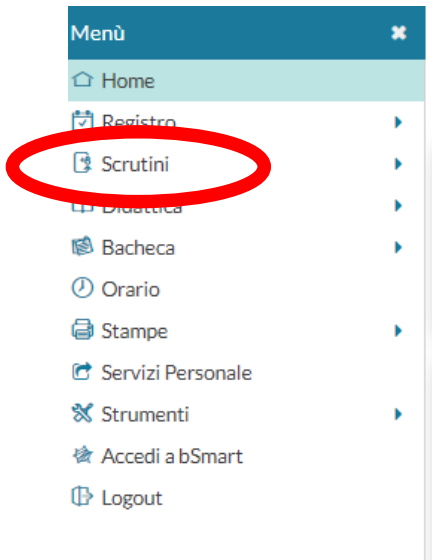 Menù
Home
Registro
Scrutini
Didattica
Bacheca
Orario
Stampe
Servizi Personale
Strumenti
Accedi a bSmart
Logout